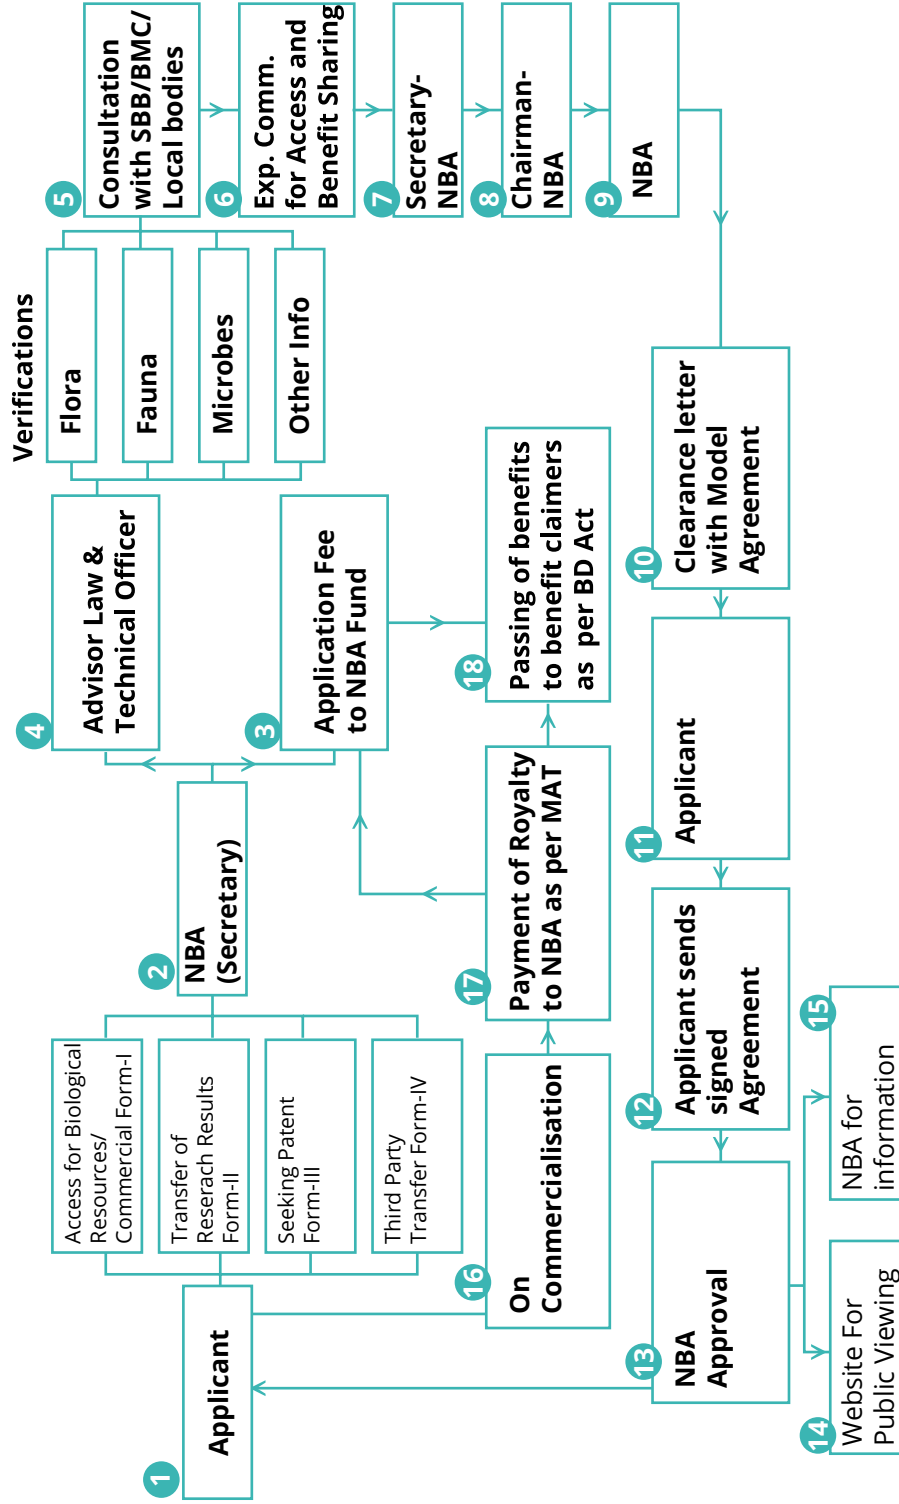 1
Applicant
Access for Biological
Resources/
Commercial Form-I
Transfer of
Reserach Results
Form-II
Seeking Patent
Form-III
Third Party
Transfer Form-IV
2
NBA
(Secretary)
3
Application Fee
to NBA Fund
4
Advisor Law &
Technical Officer
Verifications
Flora
Fauna
Microbes
Other Info
5
Consultation
with SBB/BMC/
Local bodies
6
Exp. Comm.
for Access and
Benefit Sharing
7
Secretary-
NBA
8
Chairman-
NBA
9
NBA
10
Clearance letter
with Model
Agreement
11
Applicant
12
Applicant sends
signed
Agreement
13
NBA
Approval
14
Website For
Public Viewing
15
NBA for
information
16
On
Commercialisation
17
Payment of Royalty
to NBA as per MAT
18
Passing of benefits
to benefit claimers
as per BD Act